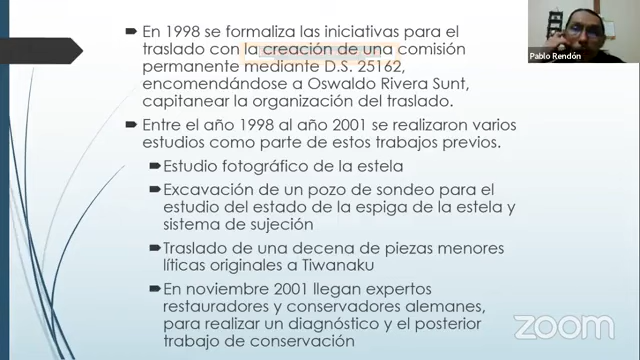 En 1998 se formaliza las iniciativas para el
traslado con la creación de una comisión
permanente mediante D.S. 25162,
encomendándose a Oswaldo Rivera Sunt,
capitanear la organización del traslado.
Entre el año 1998 al año 2001 se realizaron varios
estudios como parte de estos trabajos previos.
Estudio fotográfico de la estela
Excavación de un pozo de sondeo para el
estudio del estado de la espiga de la estela y
sistema de sujeción
Traslado de una decena de piezas menores
líticas originales a Tiwanaku
En noviembre 2001 llegan expertos
restauradores y conservadores alemanes,
para realizar un diagnóstico y el posterior
trabajo de conservación
Pablo Rendón
zoom